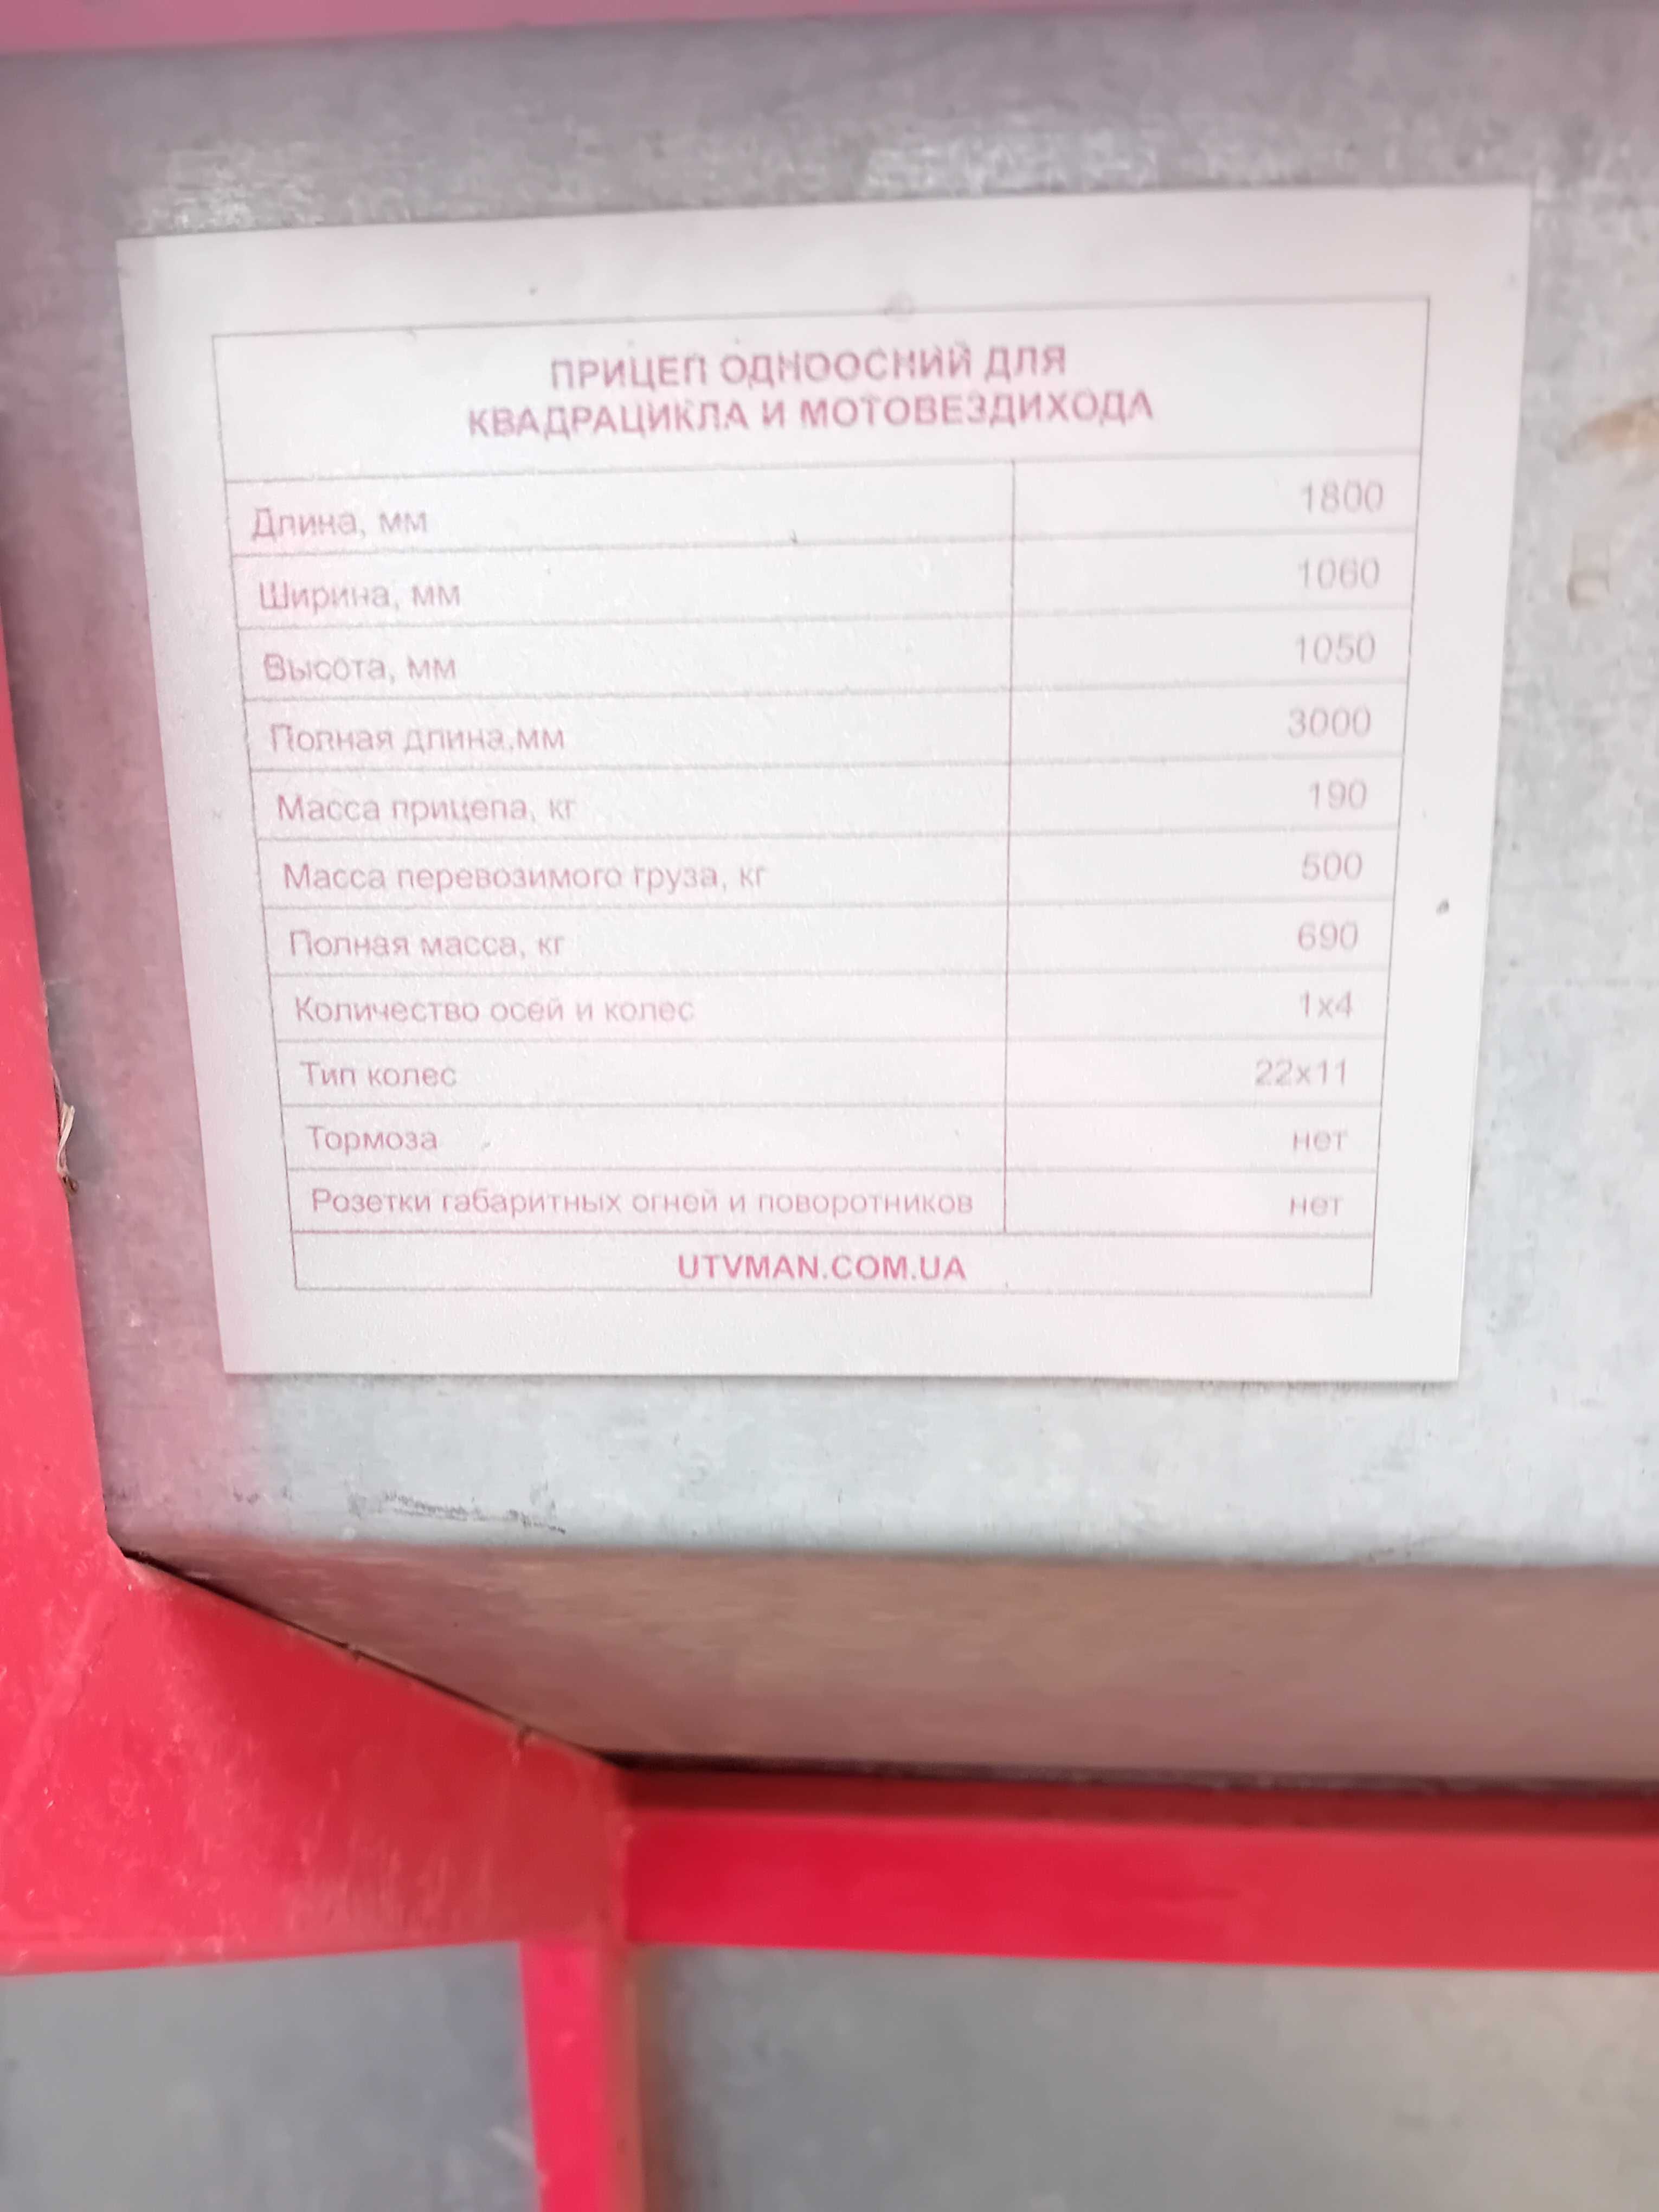 ПРИЦЕП ОДНООСНИЙ ДЛЯ
КВАДРАЦИКЛА И МОТОВЕЗДИХОДА
Длина, мм 1800
Ширина, мм 1060
Высота, мм 1050
Полная длина,мм 3000
Масса прицепа, кг 190
Масса перевозимого груза, кг 500
Полная масса, кг 690
Количество осей и колес 1х4
Тип колес 22х11
Тормоза нет
Розетки габаритных огней и поворотников нет
UTVMAN.COM.UA